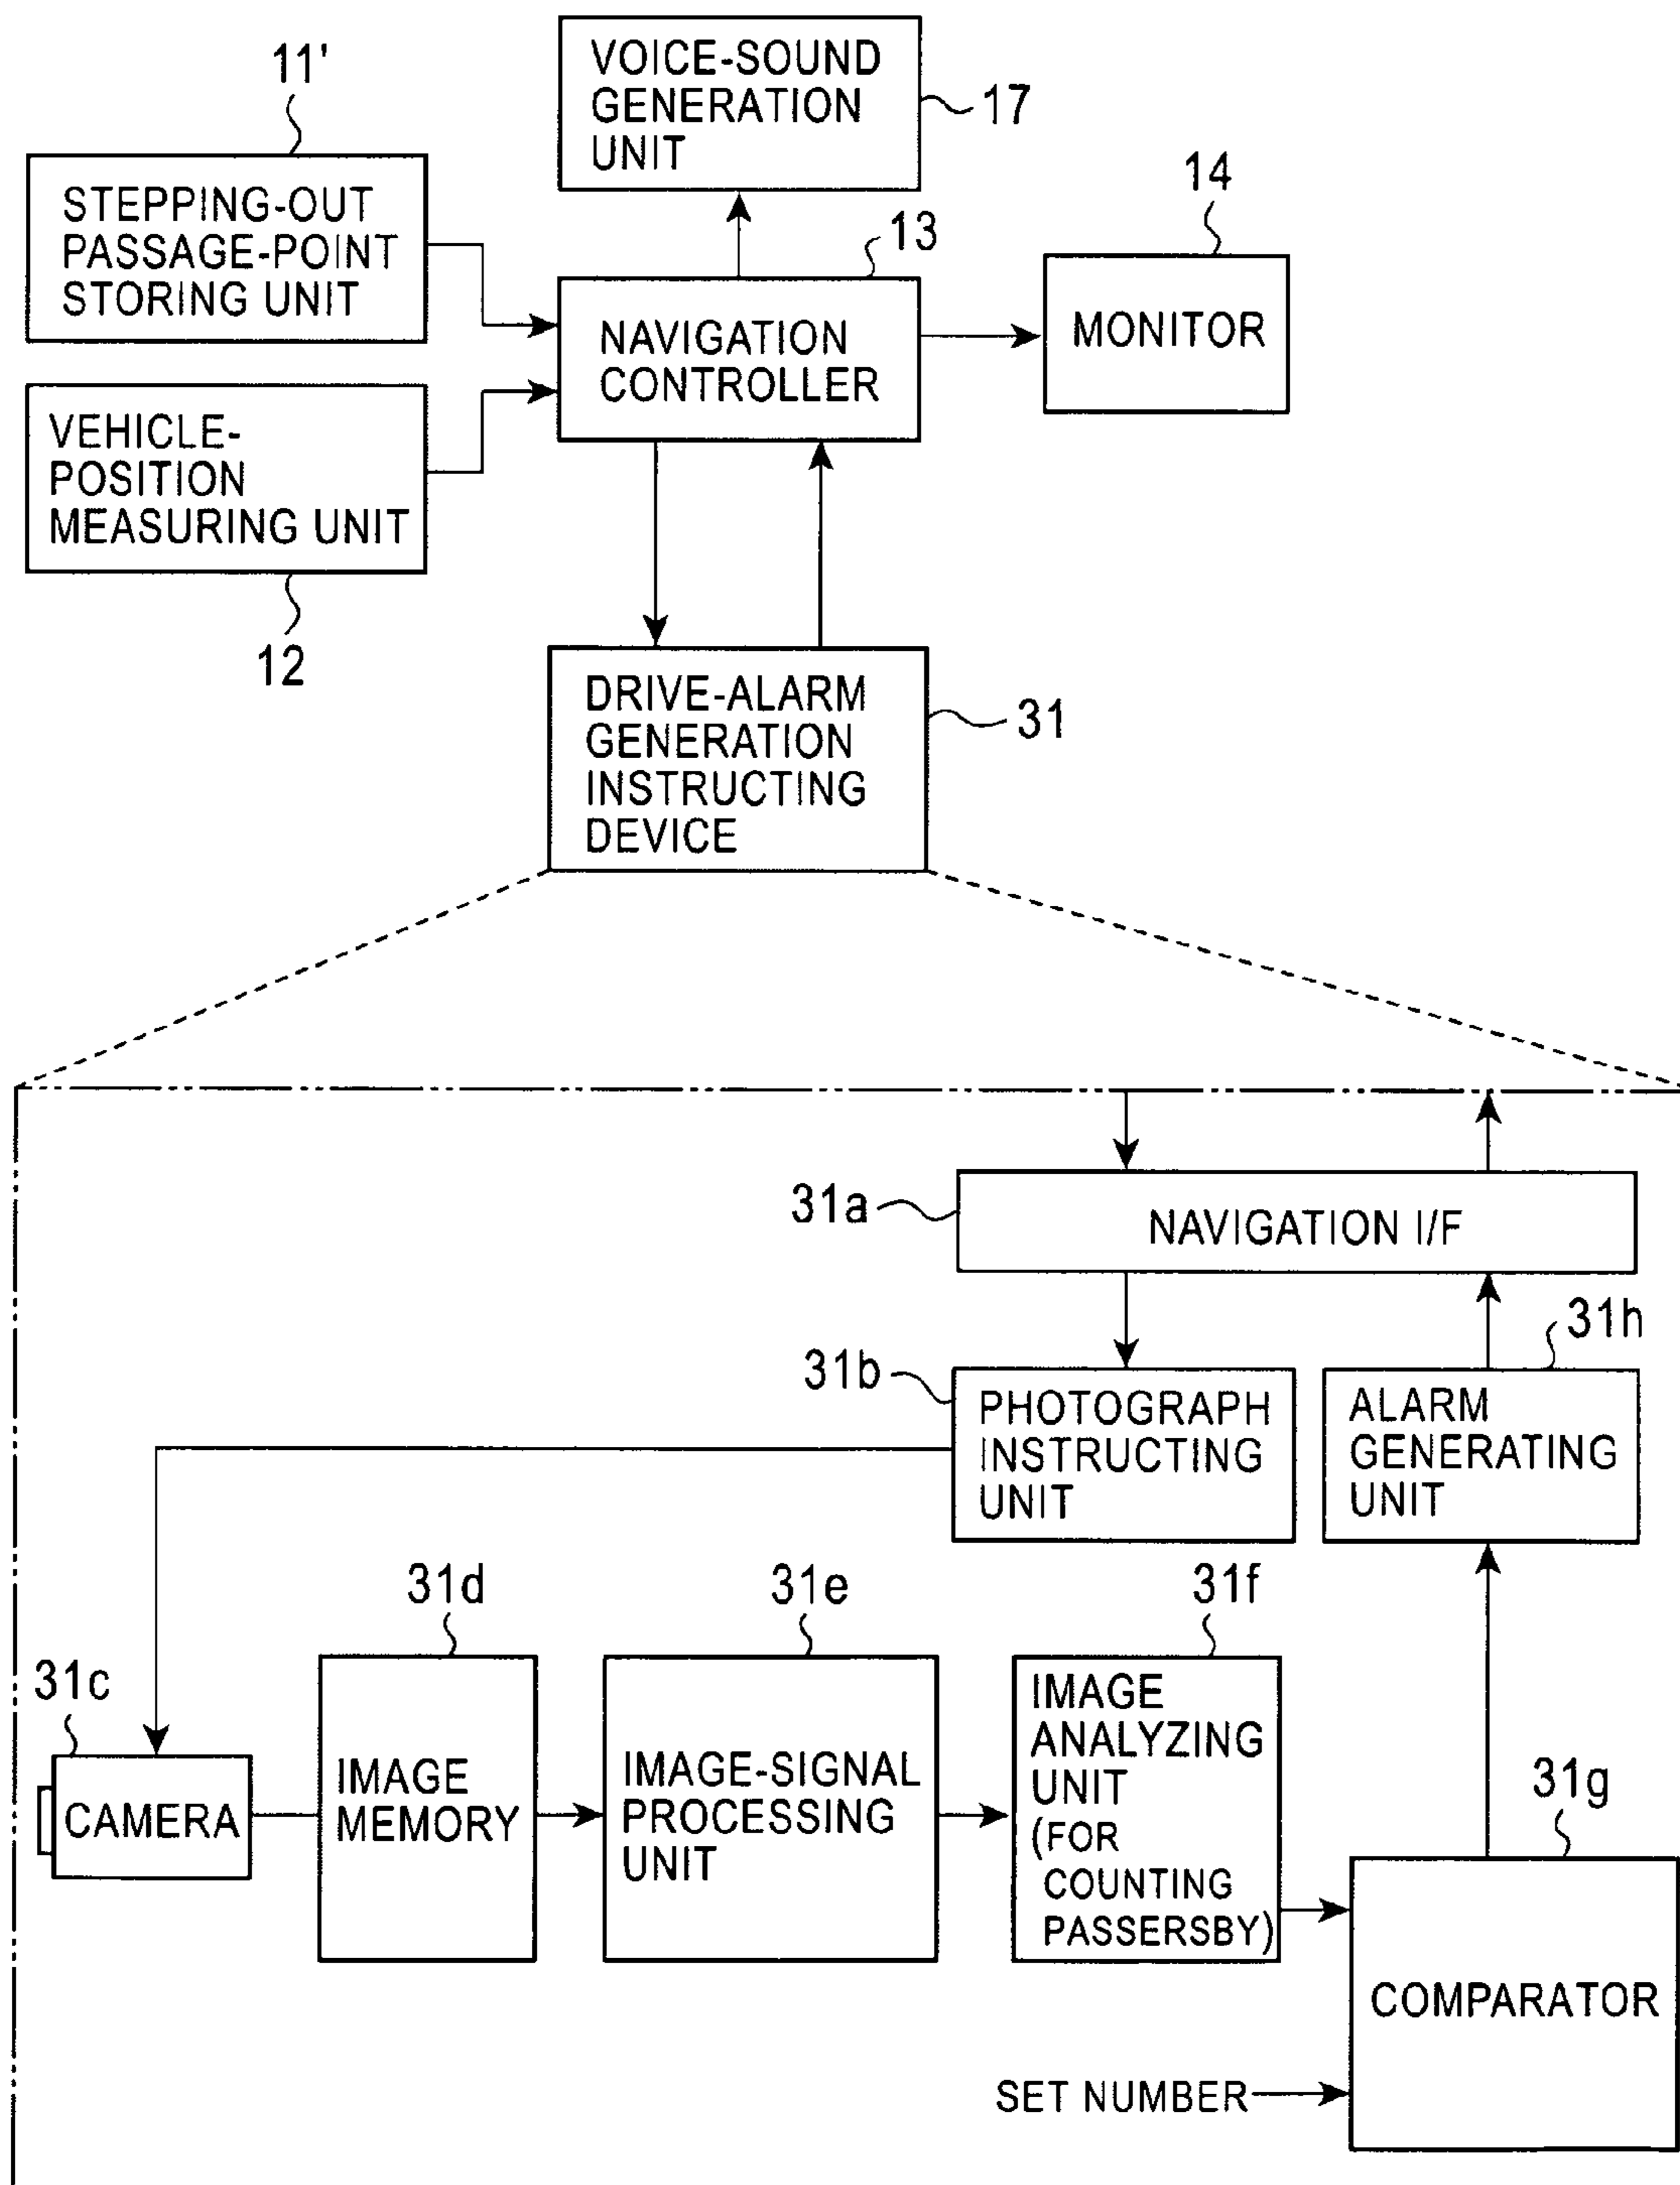 11'
VOICE-SOUND
GENERATION
UNIT
17
STEPPING-OUT
PASSAGE-POINT
STORING UNIT
13
14
NAVIGATION
CONTROLLER
MONITOR
VEHICLE-
POSITION
MEASURING UNIT
12
DRIVE-ALARM
GENERATION
INSTRUCTING
DEVICE
31
31a
NAVIGATION I/F
31b
PHOTOGRAPH
INSTRUCTING
UNIT
31h
ALARM
GENERATING
UNIT
31c
CAMERA
31d
IMAGE
MEMORY
31e
IMAGE-SIGNAL
PROCESSING
UNIT
31f
IMAGE
ANALYZING
UNIT
(FOR
COUNTING
PASSERSBY)
31g
COMPARATOR
SET NUMBER